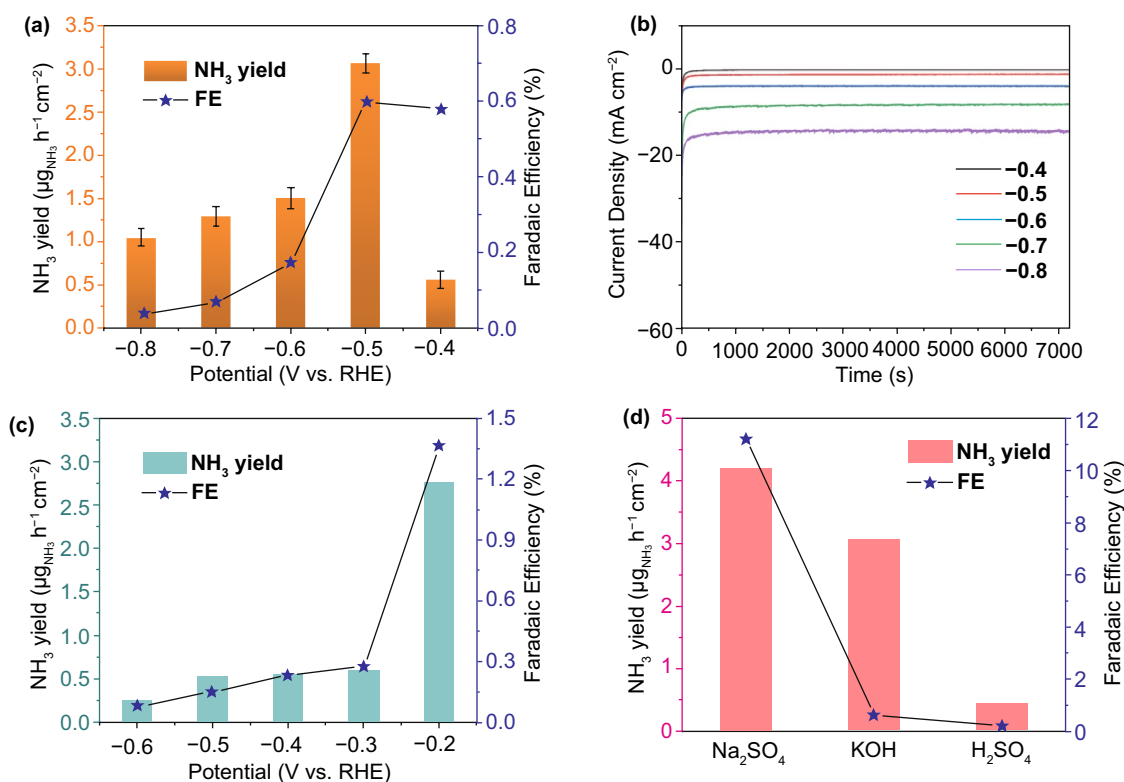 (a)
NH₃ yield (µg_NH₃ h⁻¹ cm⁻²)
3.5
3.0
2.5
2.0
1.5
1.0
0.5
0.0
NH₃ yield
FE
0.8
0.6
0.4
0.2
0.0
Faradaic Efficiency (%)
−0.8 −0.7 −0.6 −0.5 −0.4
Potential (V vs. RHE)
(b)
Current Density (mA cm⁻²)
0
−20
−40
−60
−0.4
−0.5
−0.6
−0.7
−0.8
0 1000 2000 3000 4000 5000 6000 7000
Time (s)
(c)
NH₃ yield (µg_NH₃ h⁻¹ cm⁻²)
3.5
3.0
2.5
2.0
1.5
1.0
0.5
0.0
NH₃ yield
FE
1.5
1.2
1.4
0.6
0.3
0.0
Faradaic Efficiency (%)
−0.6 −0.5 −0.4 −0.3 −0.2
Potential (V vs. RHE)
(d)
NH₃ yield (µg_NH₃ h⁻¹ cm⁻²)
5
4
3
2
1
0
NH₃ yield
FE
12
10
8
6
4
2
0
Faradaic Efficiency (%)
Na₂SO₄ KOH H₂SO₄